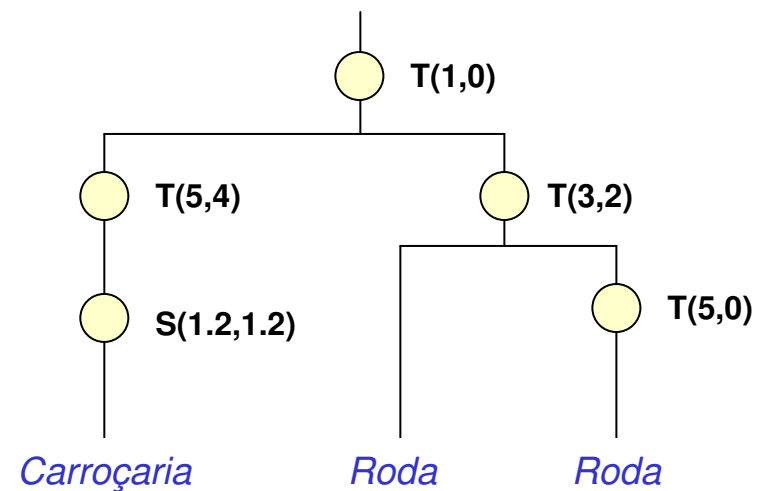 T(1,0)
T(5,4)
T(3,2)
S(1.2,1.2)
T(5,0)
Carroçaria
Roda
Roda